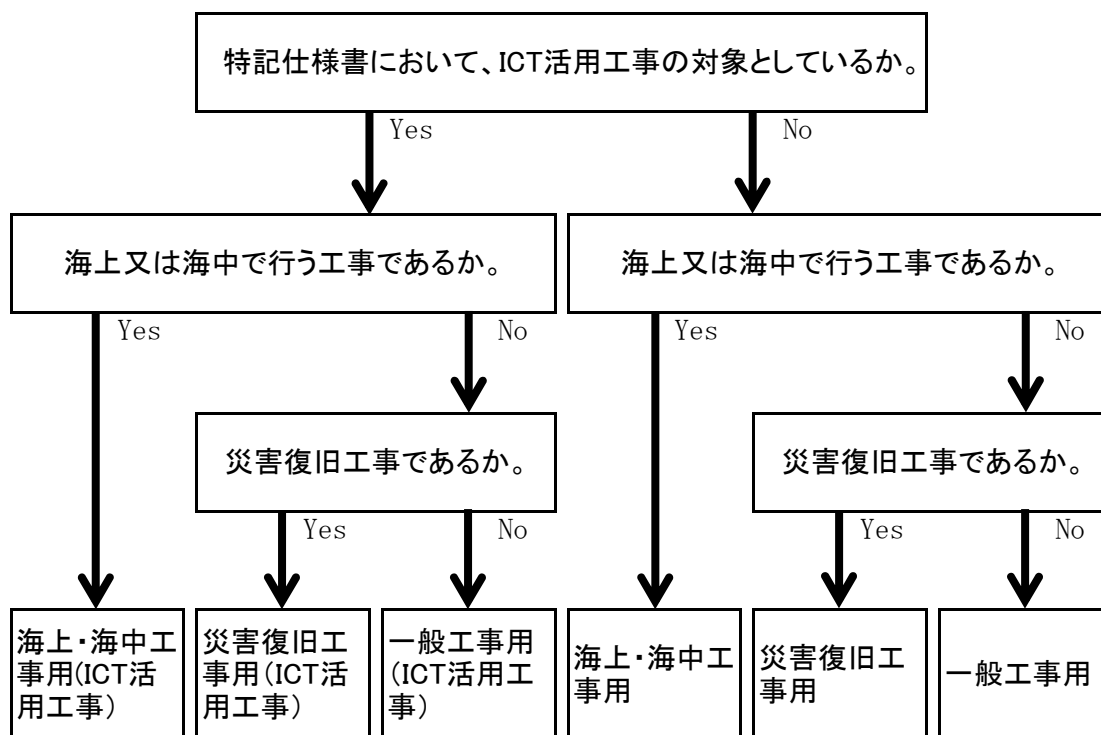 特記仕様書において、ICT活用工事の対象としているか。
Yes
No
海上又は海中で行う工事であるか。
海上又は海中で行う工事であるか。
Yes
No
Yes
No
災害復旧工事であるか。
災害復旧工事であるか。
Yes
No
Yes
No
海上・海中工
事用(ICT活
用工事)
災害復旧工
事用(ICT活
用工事)
一般工事用
(ICT活用工
事)
海上・海中工
事用
災害復旧工
事用
一般工事用